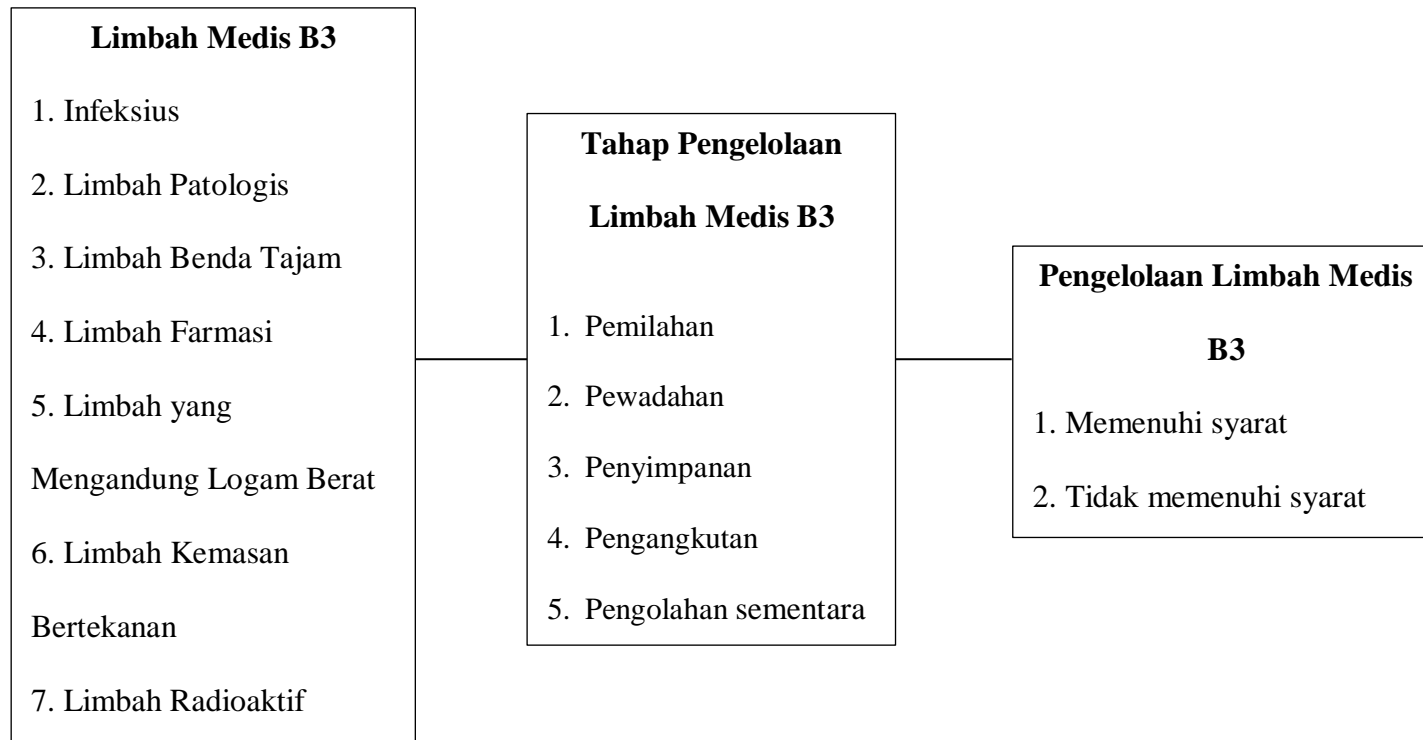 Limbah Medis B3
1. Infeksius
2. Limbah Patologis
3. Limbah Benda Tajam
4. Limbah Farmasi
5. Limbah yang
Mengandung Logam Berat
6. Limbah Kemasan
Bertekanan
7. Limbah Radioaktif
Tahap Pengelolaan
Limbah Medis B3
1. Pemilahan
2. Pewadahan
3. Penyimpanan
4. Pengangkutan
5. Pengolahan sementara
Pengelolaan Limbah Medis
B3
1. Memenuhi syarat
2. Tidak memenuhi syarat